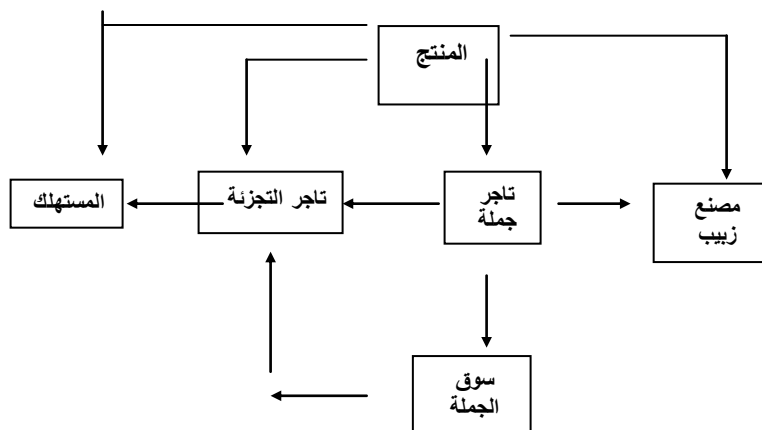 المنتج
مصنع
زبيب
تاجر
جملة
تاجر التجزئة
المستهلك
سوق
الجملة